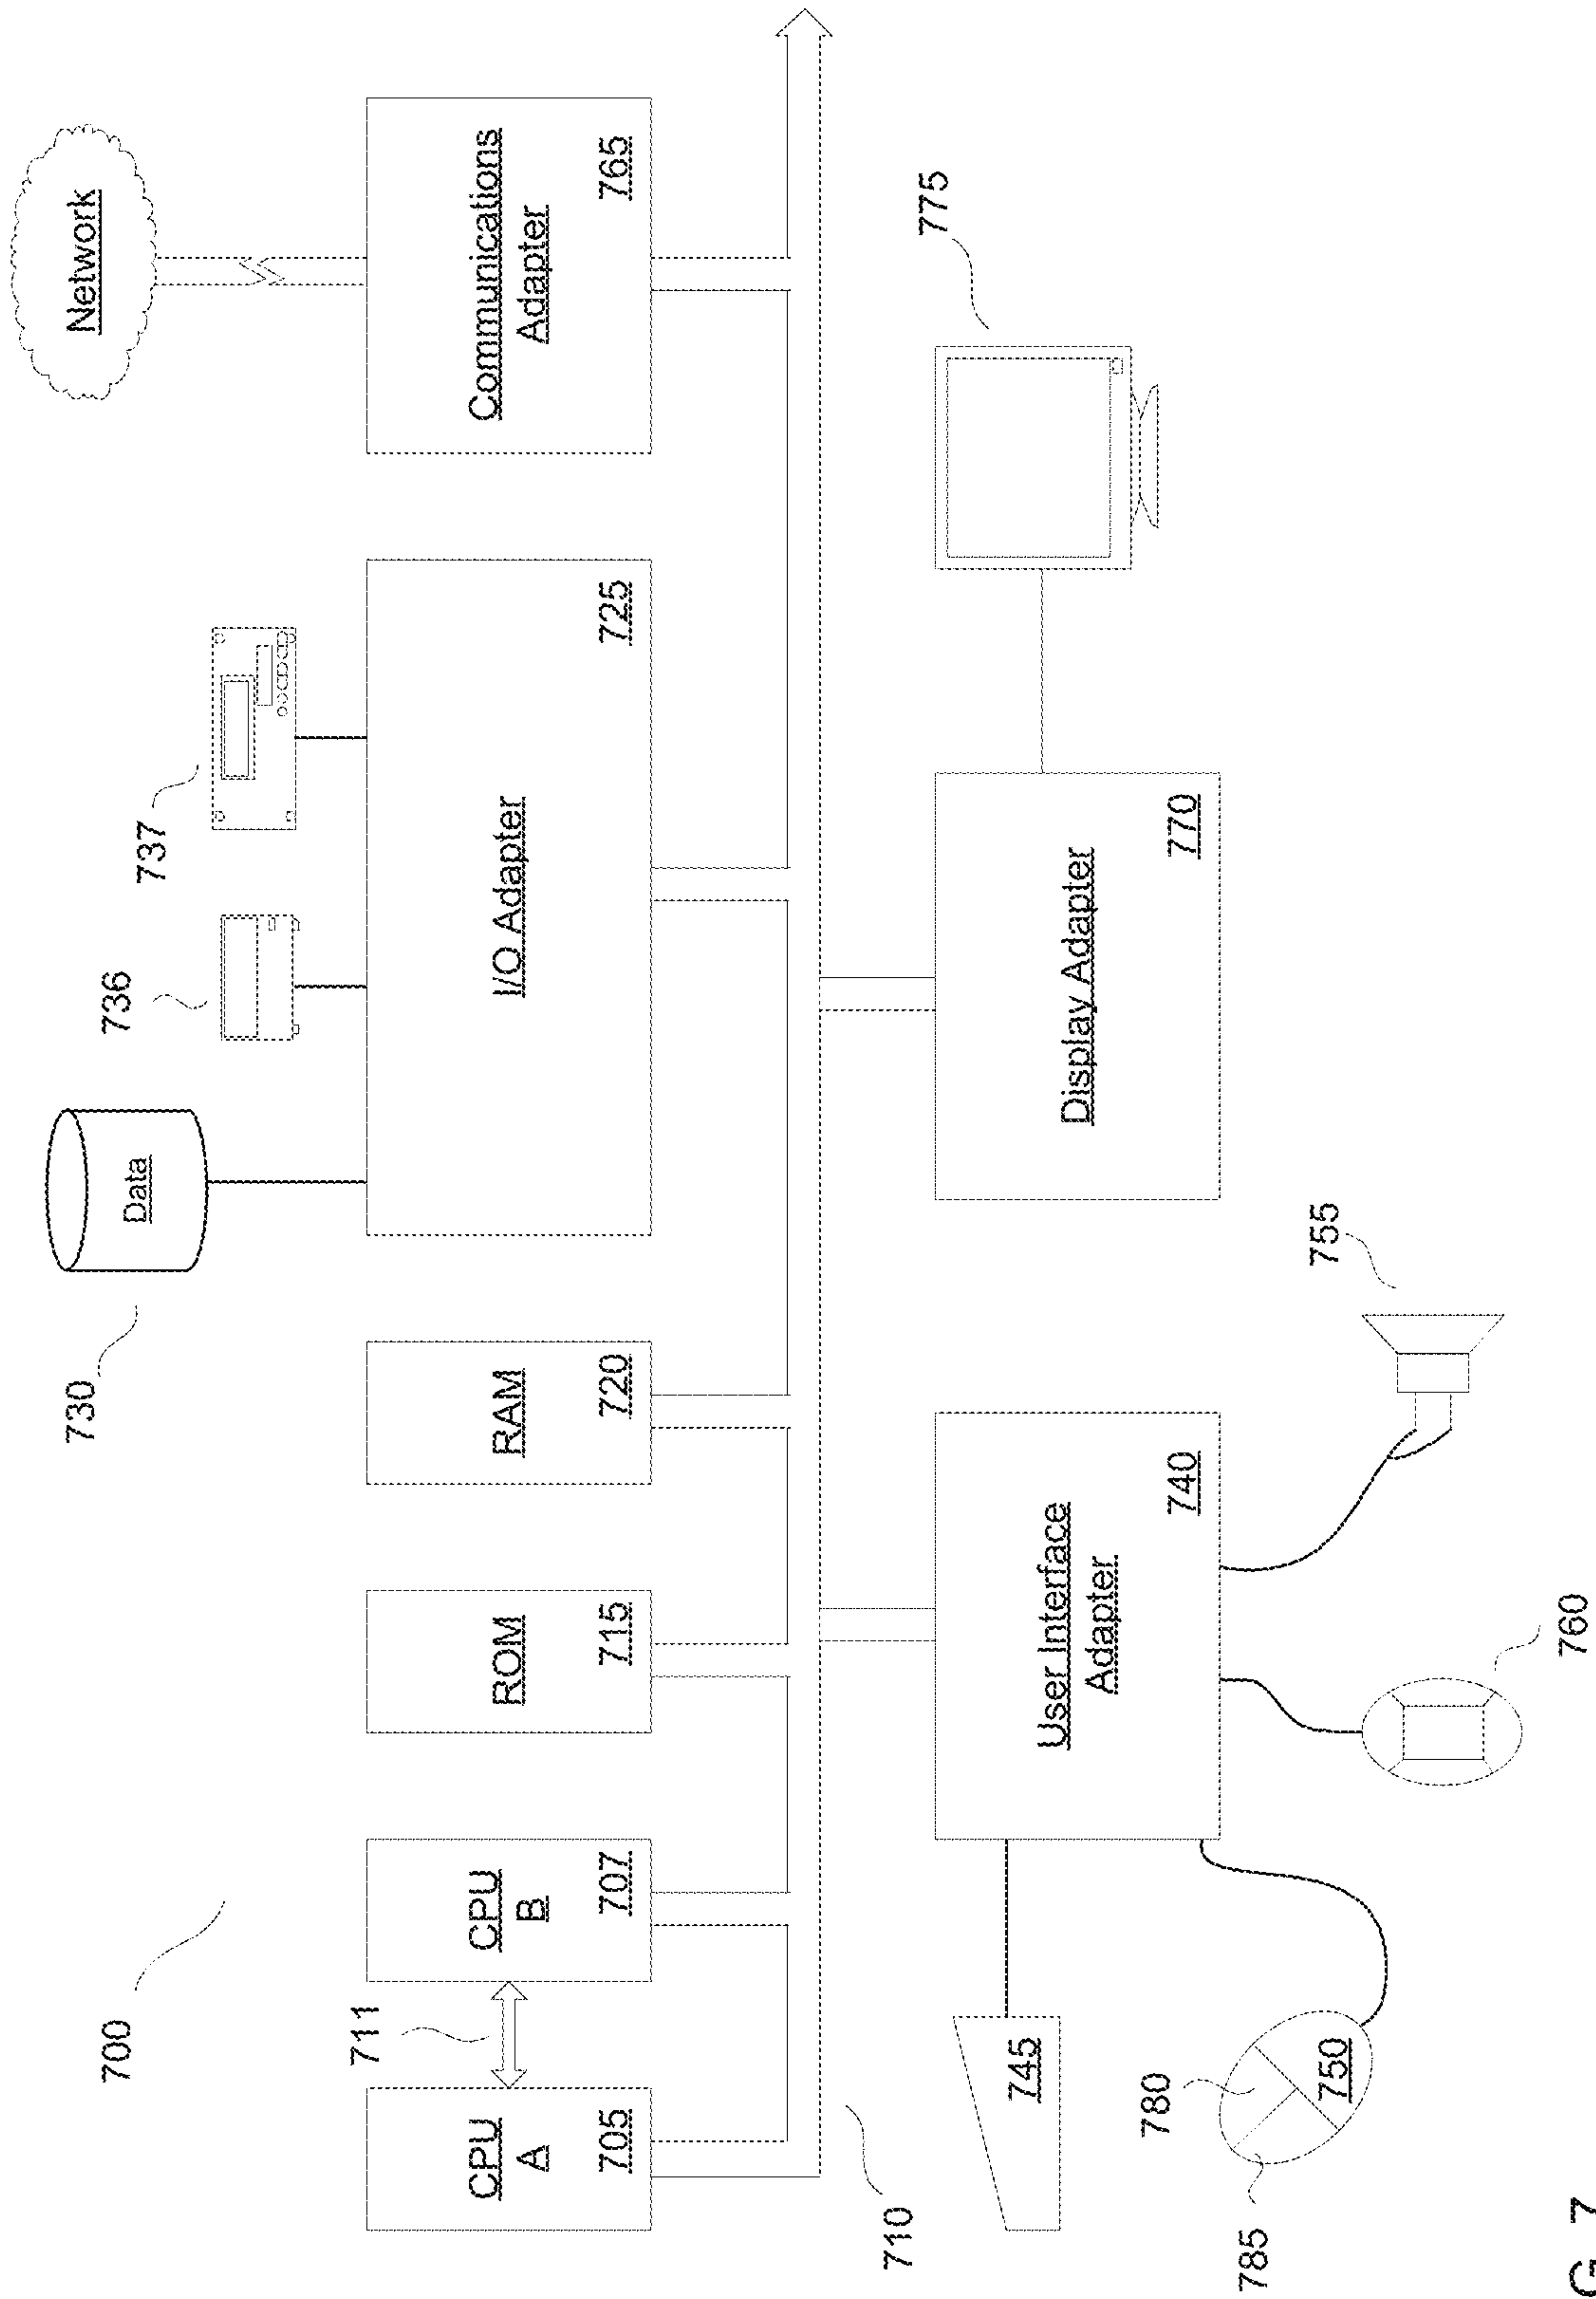 Network
737
736
Data
730
Communications
Adapter
765
I/O Adapter
725
RAM
720
ROM
715
700
CPU
B
707
711
CPU
A
705
710
775
Display Adapter
770
755
User Interface
Adapter
740
760
745
780
750
785
G. 7